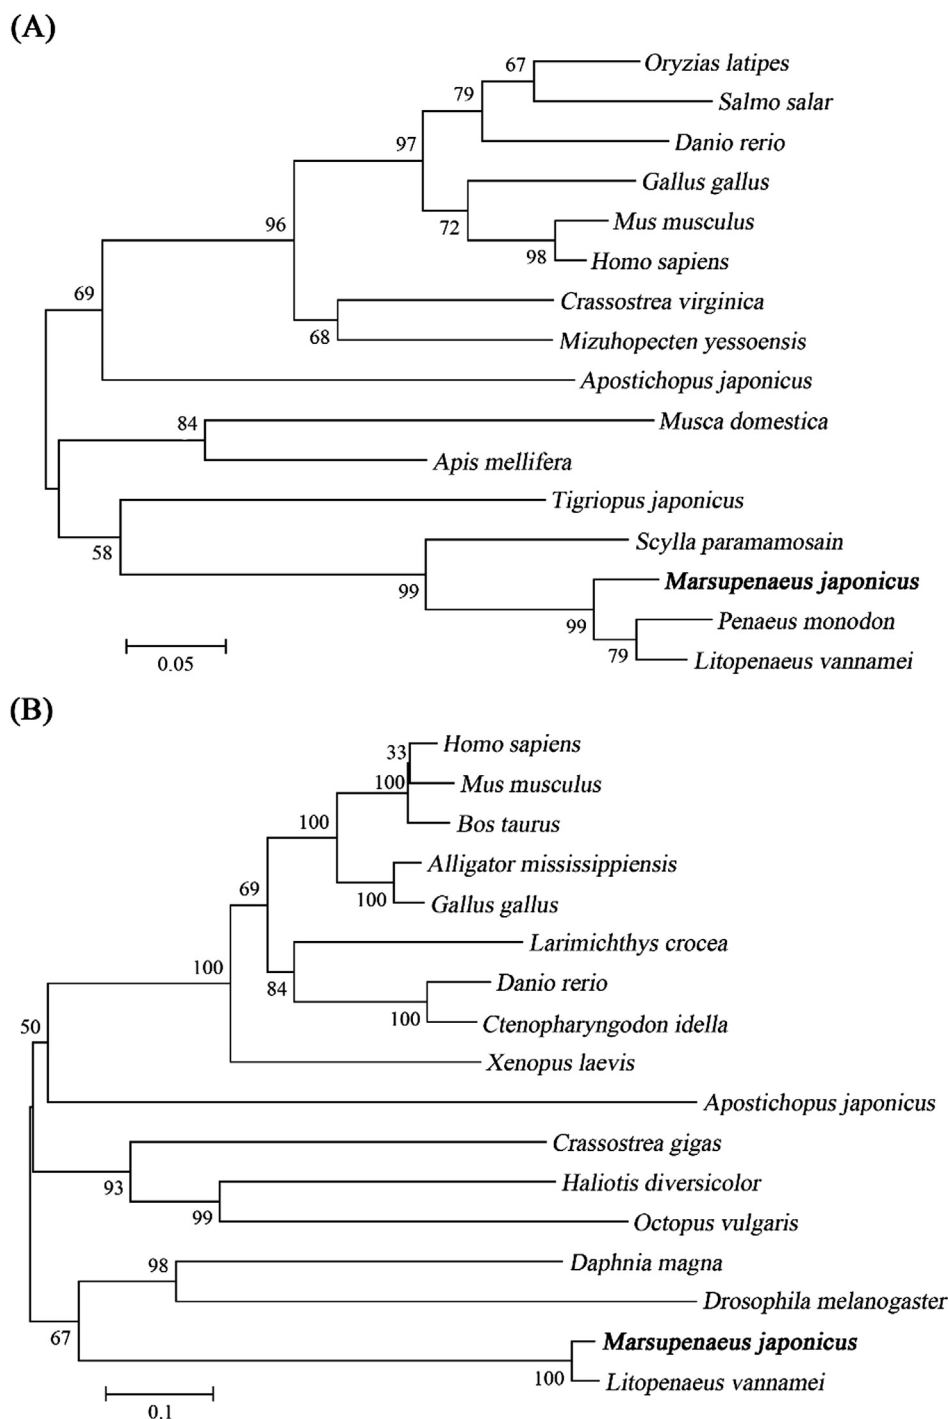 (A)
67 Oryzias latipes
79 Salmo salar
Danio rerio
97
Gallus gallus
72 Mus musculus
96
98 Homo sapiens
Crassostrea virginica
69
68 Mizuhopecten yessoensis
Apostichopus japonicus
84 Musca domestica
Apis mellifera
Tigriopus japonicus
58 Scylla paramamosain
99 Marsupenaeus japonicus
99 Penaeus monodon
79 Litopenaeus vannamei
0.05
(B)
33 Homo sapiens
100 Mus musculus
100 Bos taurus
Alligator mississippiensis
69 100 Gallus gallus
Larimichthys crocea
100 84 Danio rerio
100 Ctenopharyngodon idella
50 Xenopus laevis
Apostichopus japonicus
Crassostrea gigas
93 Haliotis diversicolor
99 Octopus vulgaris
98 Daphnia magna
Drosophila melanogaster
67 Marsupenaeus japonicus
100 Litopenaeus vannamei
0.1